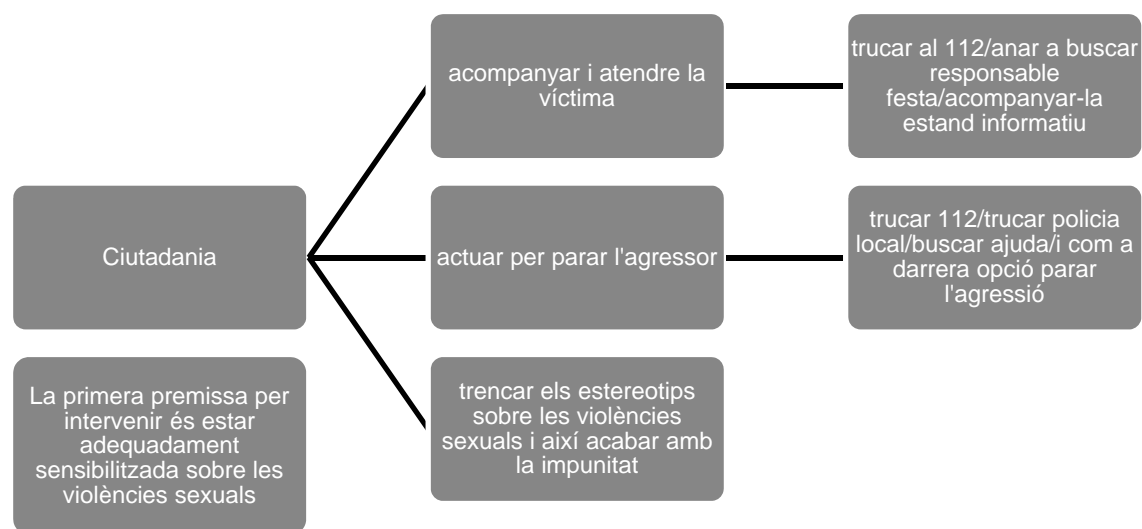 Ciutadania
La primera premissa per
intervenir és estar
adequadament
sensibilitzada sobre les
violències sexuals
acompanyar i atendre la
víctima
trucar al 112/anar a buscar
responsable
festa/acompanyar-la
estand informatiu
actuar per parar l'agressor
trucar 112/trucar policia
local/buscar ajuda/i com a
darrera opció parar
l'agressió
trencar els estereotips
sobre les violències
sexuals i així acabar amb
la impunitat